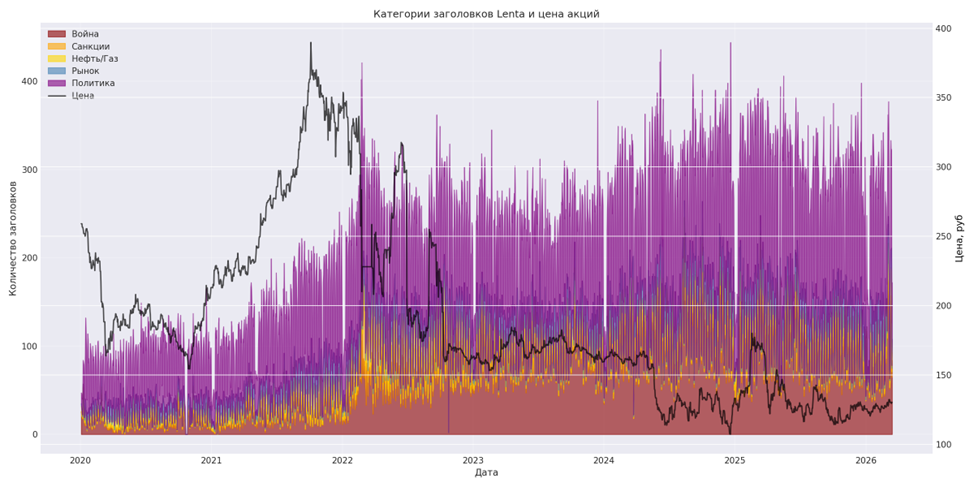 Категории заголовков Lenta и цена акций
Война
Санкции
Нефть/Газ
Рынок
Политика
Цена
Количество заголовков
400
300
200
100
0
400
350
300
250
200
150
100
Цена, руб
2020
2021
2022
2023
2024
2025
2026
Дата